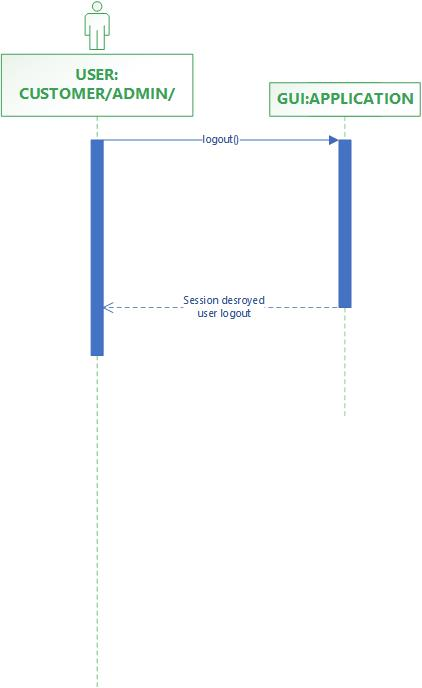 USER:
CUSTOMER/ADMIN/
GUI:APPLICATION
logout()
Session desroyed
user logout